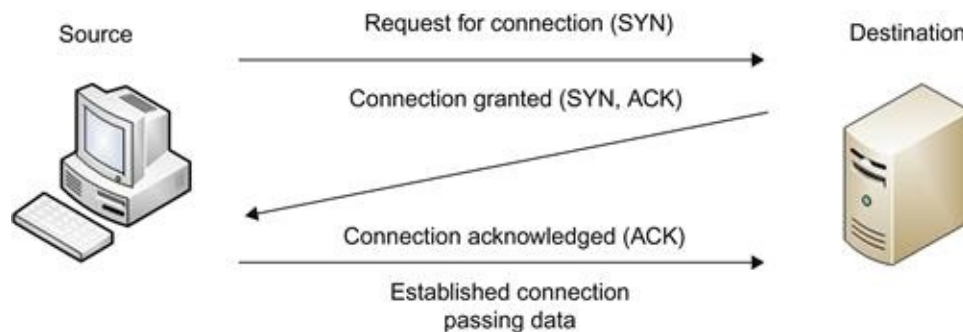 Source
Request for connection (SYN)
Destination
Connection granted (SYN, ACK)
Connection acknowledged (ACK)
Established connection
passing data